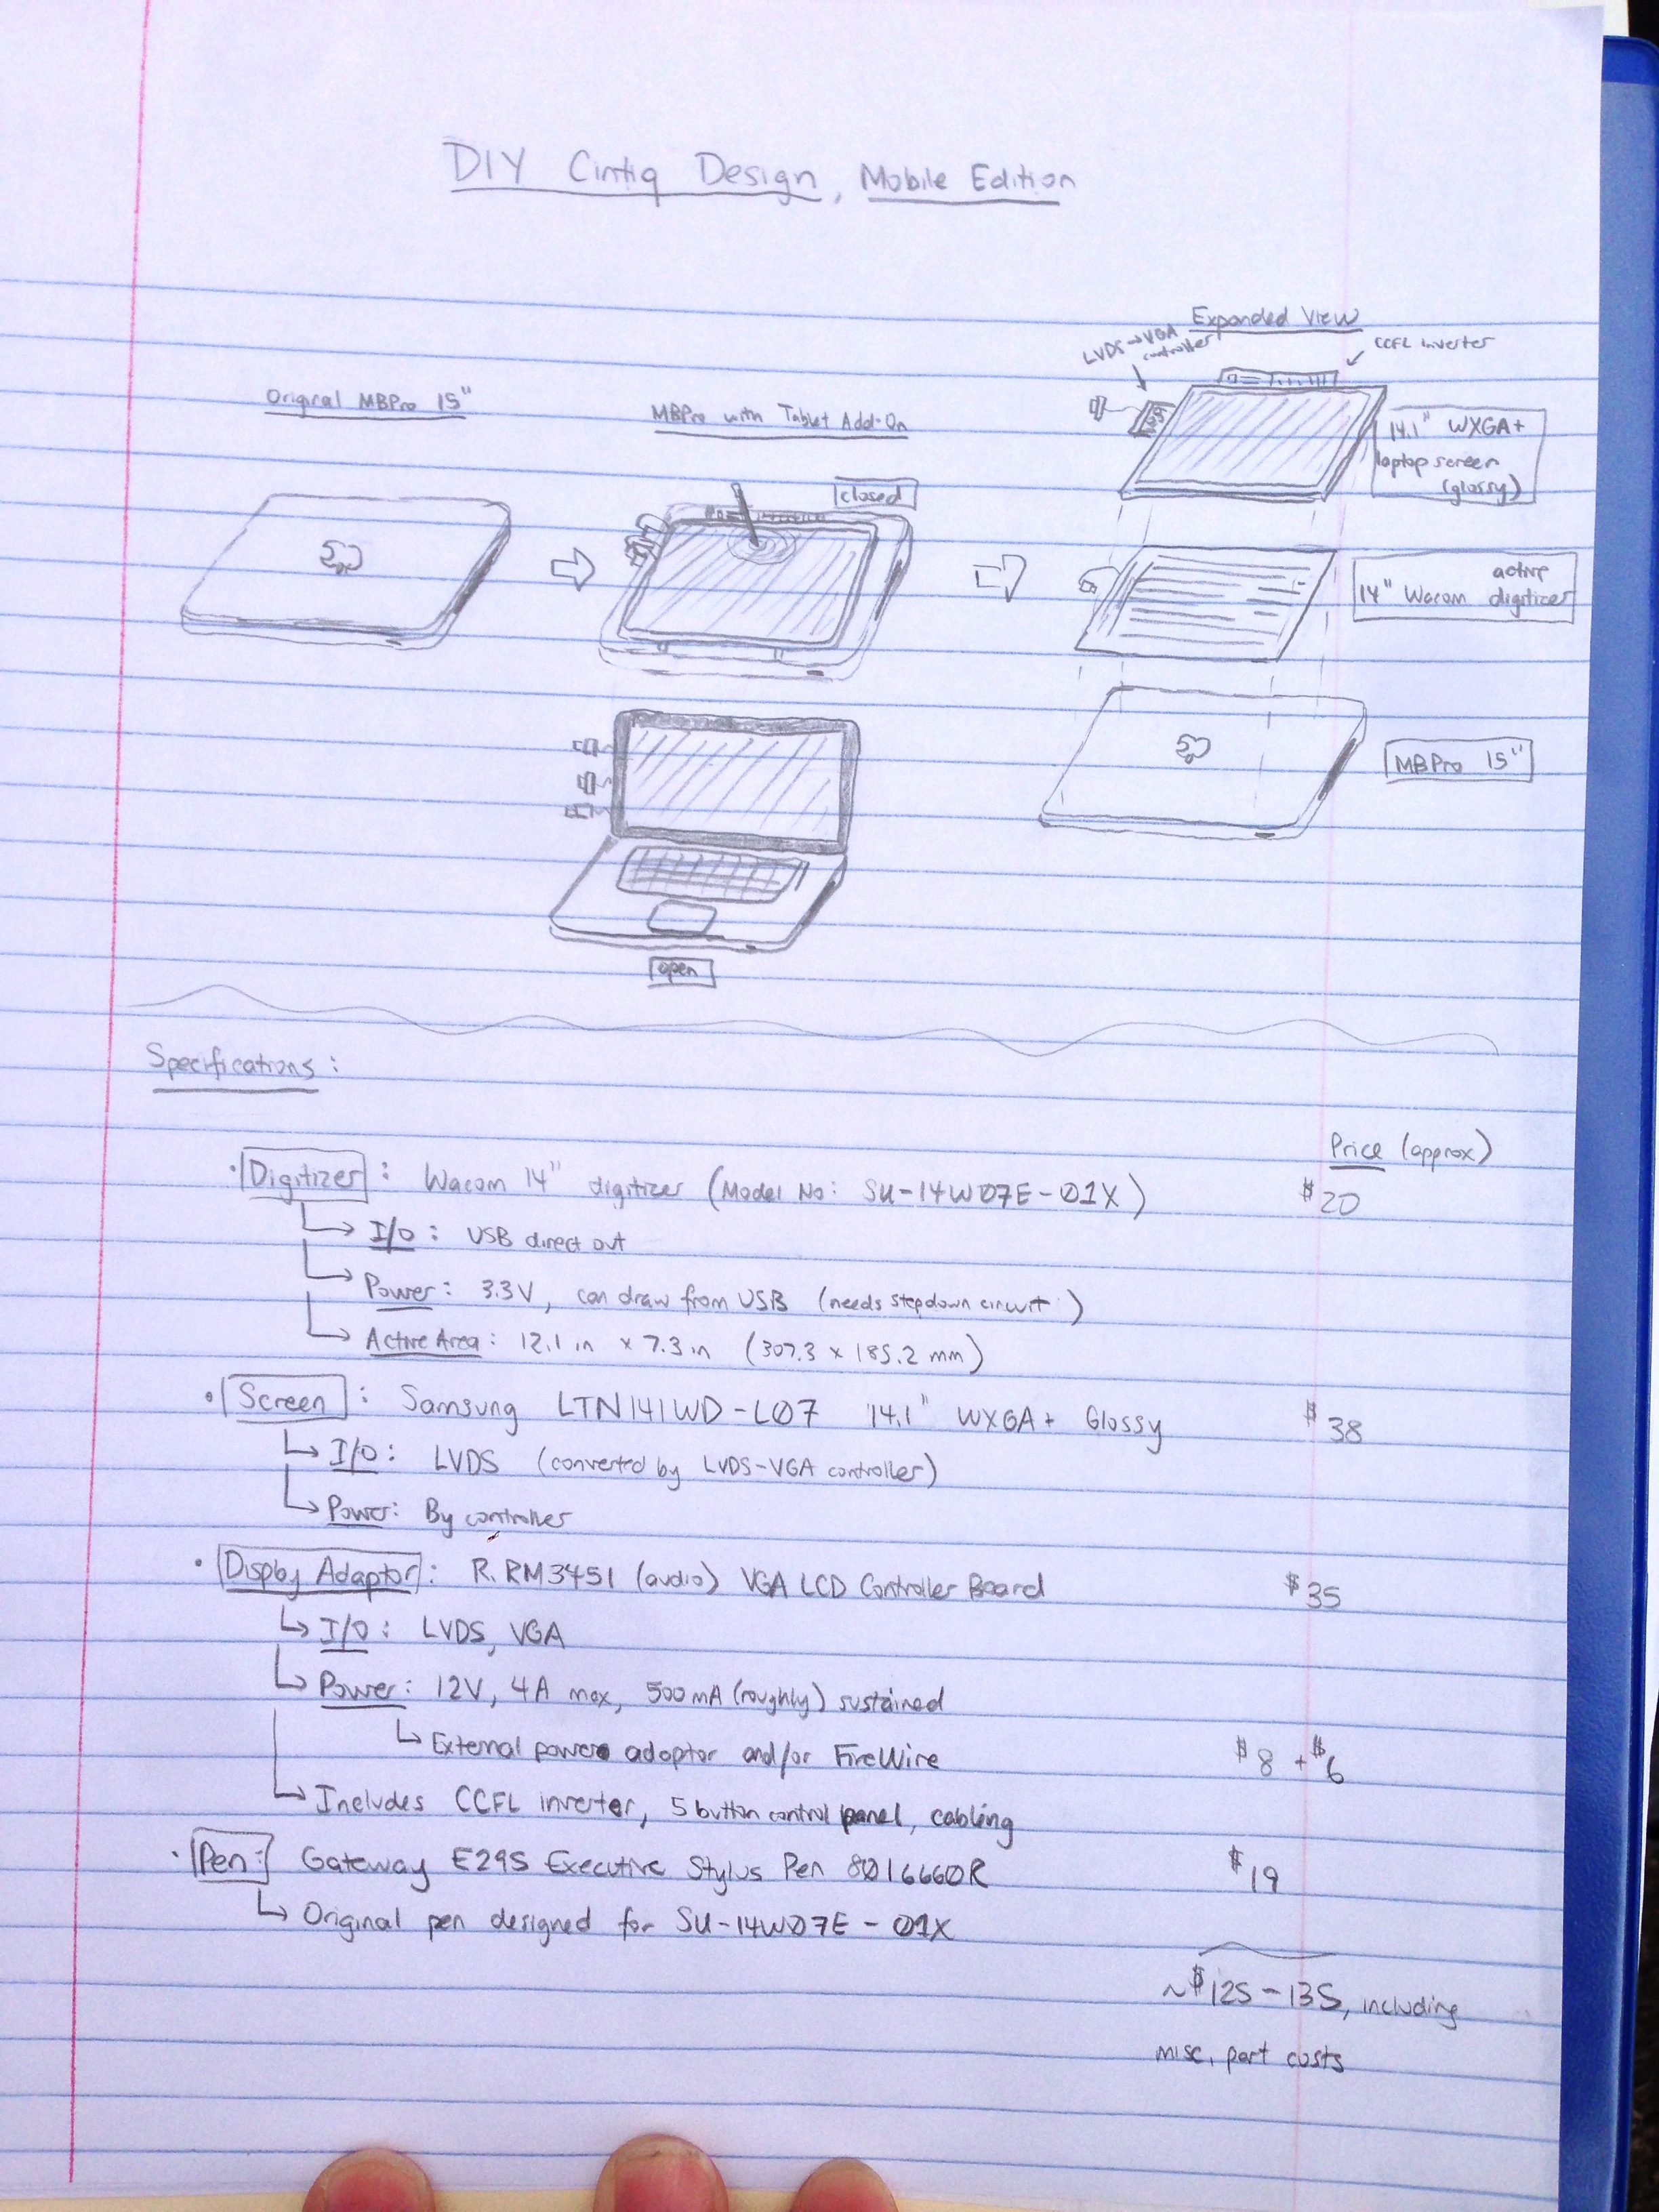 DIY Cintiq Design, Mobile Edition
Original MBPro 15"
MBPro with Tablet Add-On
closed
open
Expanded View
LVDS → VGA
controller
CCFL inverter
14.1" WXGA+
laptop screen
(glossy)
active
14" Wacom digitizer
MBPro 15"
Specifications:
Price (approx)
• Digitizer: Wacom 14" digitizer (Model No: SU-14W07E-01X) $20
I/O: USB direct out
Power: 3.3V, can draw from USB (needs stepdown circuit)
Active Area: 12.1 in x 7.3 in (307.3 x 185.2 mm)
• Screen: Samsung LTN141WD-L07 14.1" WXGA+ Glossy $38
I/O: LVDS (converted by LVDS-VGA controller)
Power: By controller
• Display Adaptor: R.RM3451 (audio) VGA LCD Controller Board $35
I/O: LVDS, VGA
Power: 12V, 4A max, 500mA (roughly) sustained
External power adaptor and/or FireWire $8 + $6
Includes CCFL inverter, 5 button control panel, cabling
• Pen: Gateway E295 Executive Stylus Pen 8016660R $19
Original pen designed for SU-14W07E-01X
~$125-135, including
misc. part costs